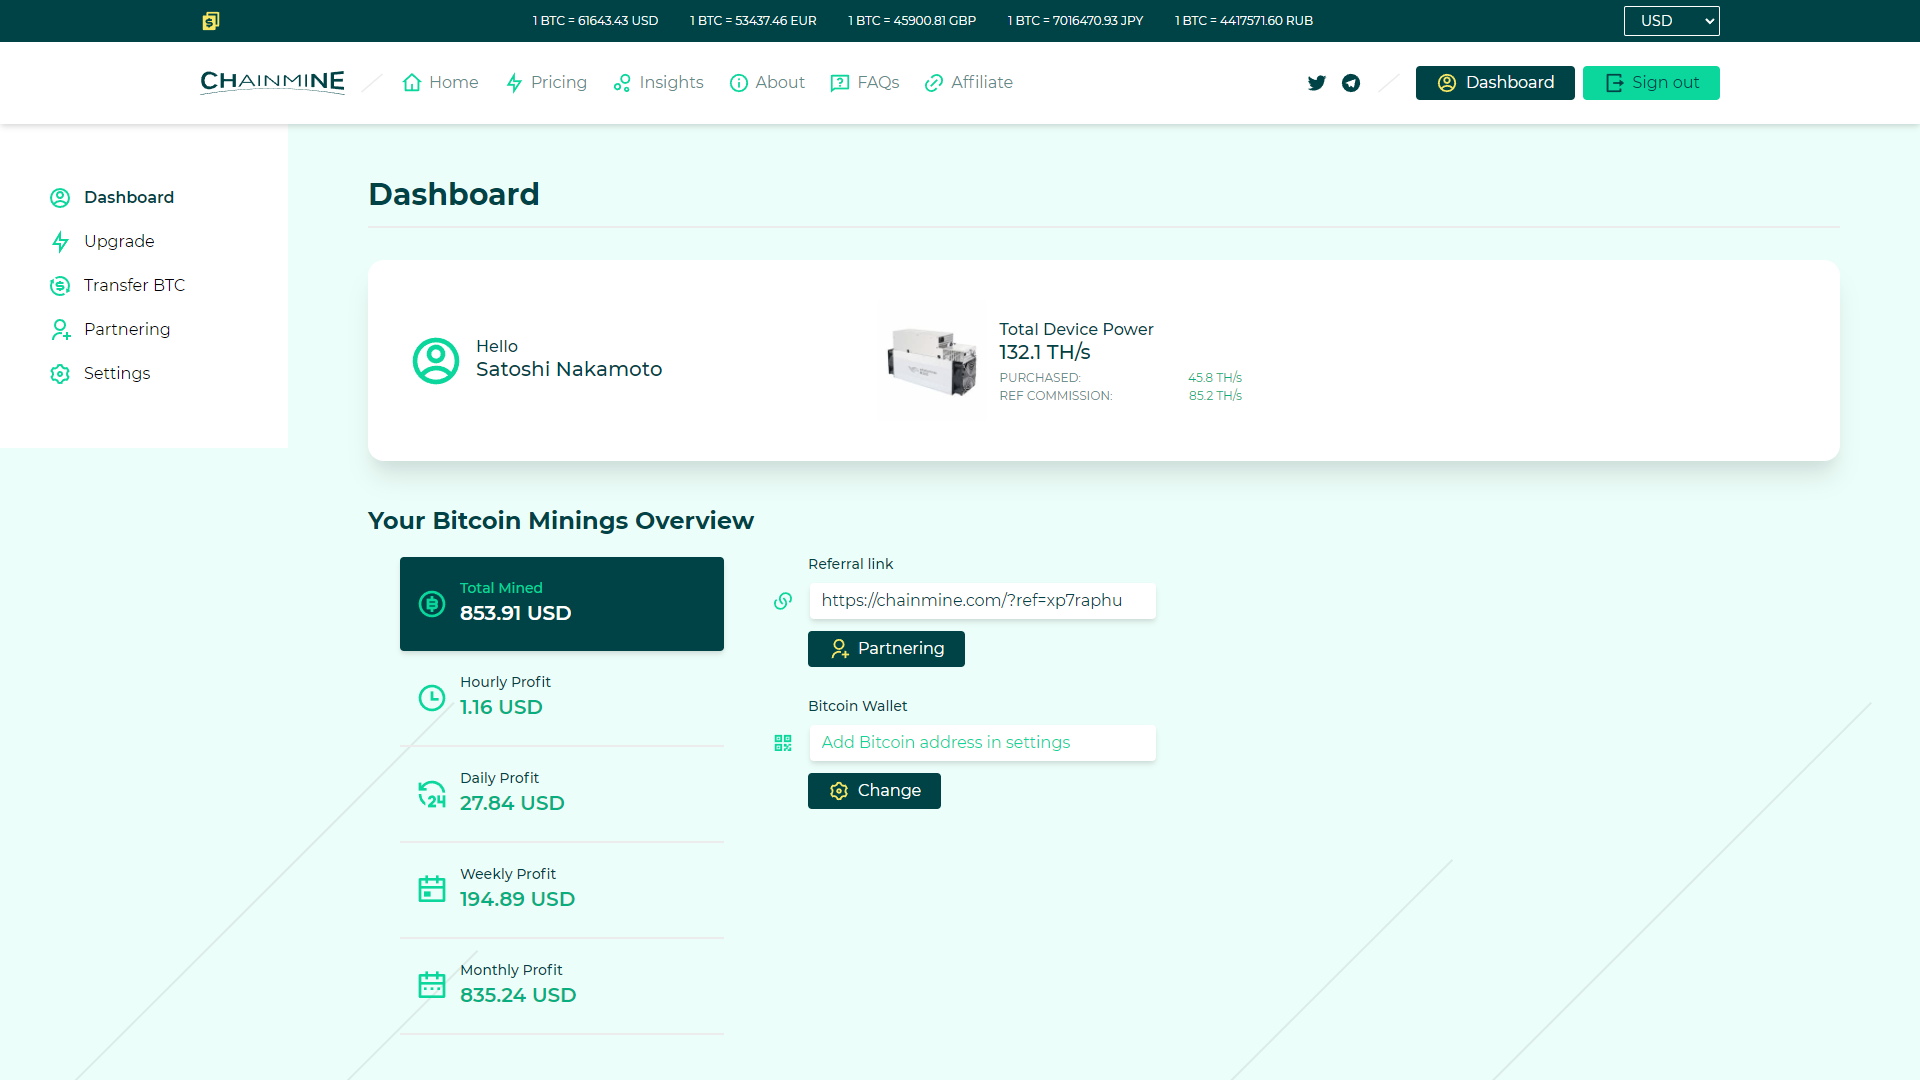 1 BTC = 61643.43 USD 1 BTC = 53437.46 EUR 1 BTC = 45900.81 GBP 1 BTC = 7016470.93 JPY 1 BTC = 4417571.60 RUB USD
CHAINMINE Home Pricing Insights About FAQs Affiliate Dashboard Sign out
Dashboard
Upgrade
Transfer BTC
Partnering
Settings
Dashboard
Hello
Satoshi Nakamoto
Total Device Power
132.1 TH/s
PURCHASED: 45.8 TH/s
REF COMMISSION: 85.2 TH/s
Your Bitcoin Minings Overview
Total Mined
853.91 USD
Hourly Profit
1.16 USD
24
Daily Profit
27.84 USD
Weekly Profit
194.89 USD
Monthly Profit
835.24 USD
Referral link
https://chainmine.com/?ref=xp7raphu
Partnering
Bitcoin Wallet
Add Bitcoin address in settings
Change